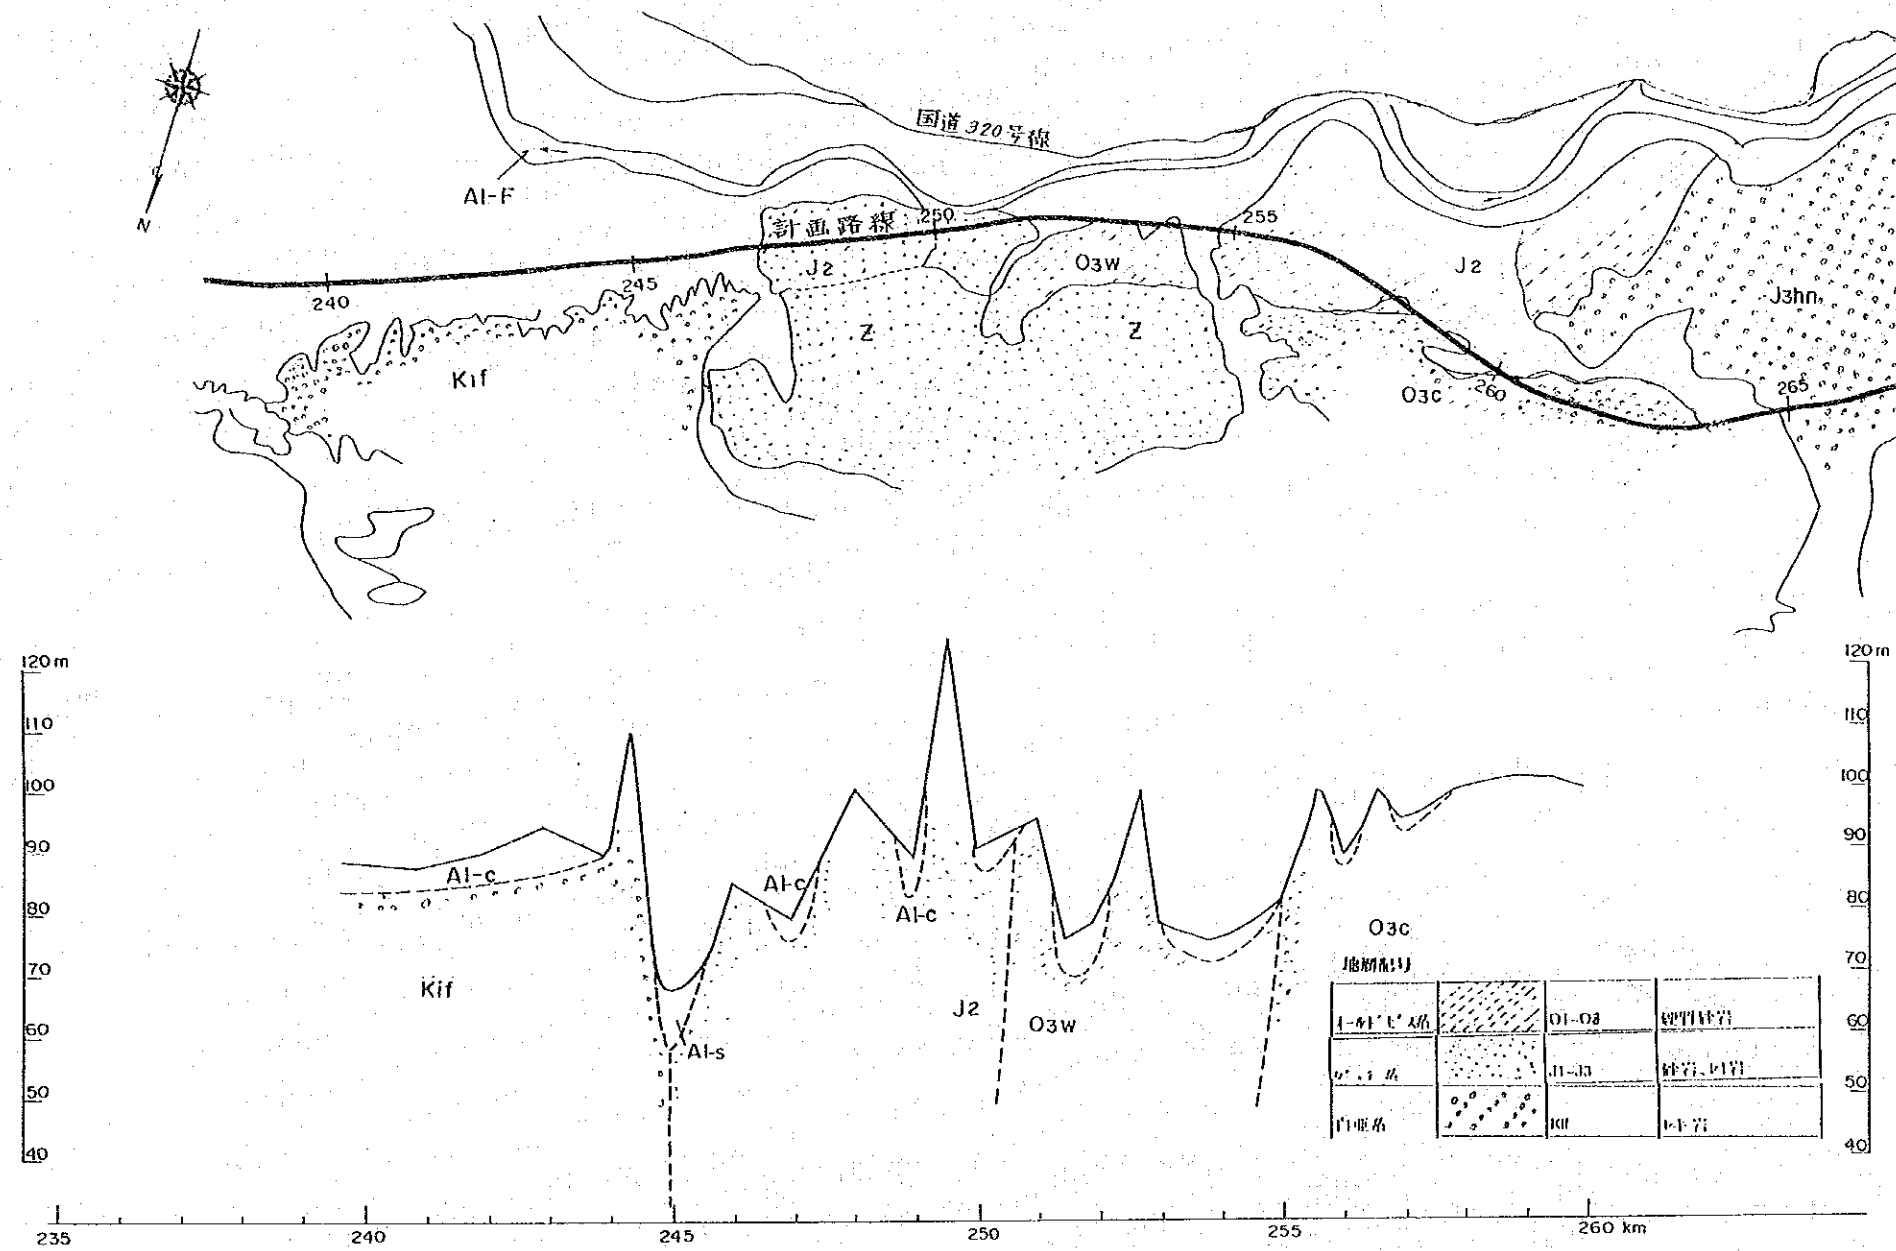 国道320号線
Al-F
N
計画路線
240
245
250
255
260
265
J2
O3W
J2
J3hn
Z
Z
Kif
O3C
120m
110
100
90
80
70
60
50
40
120m
110
100
90
80
70
60
50
40
Al-c
Al-c
Al-c
Al-s
Kif
J2
O3W
O3C
O1-O3
J1-J3
235
240
245
250
255
260 km